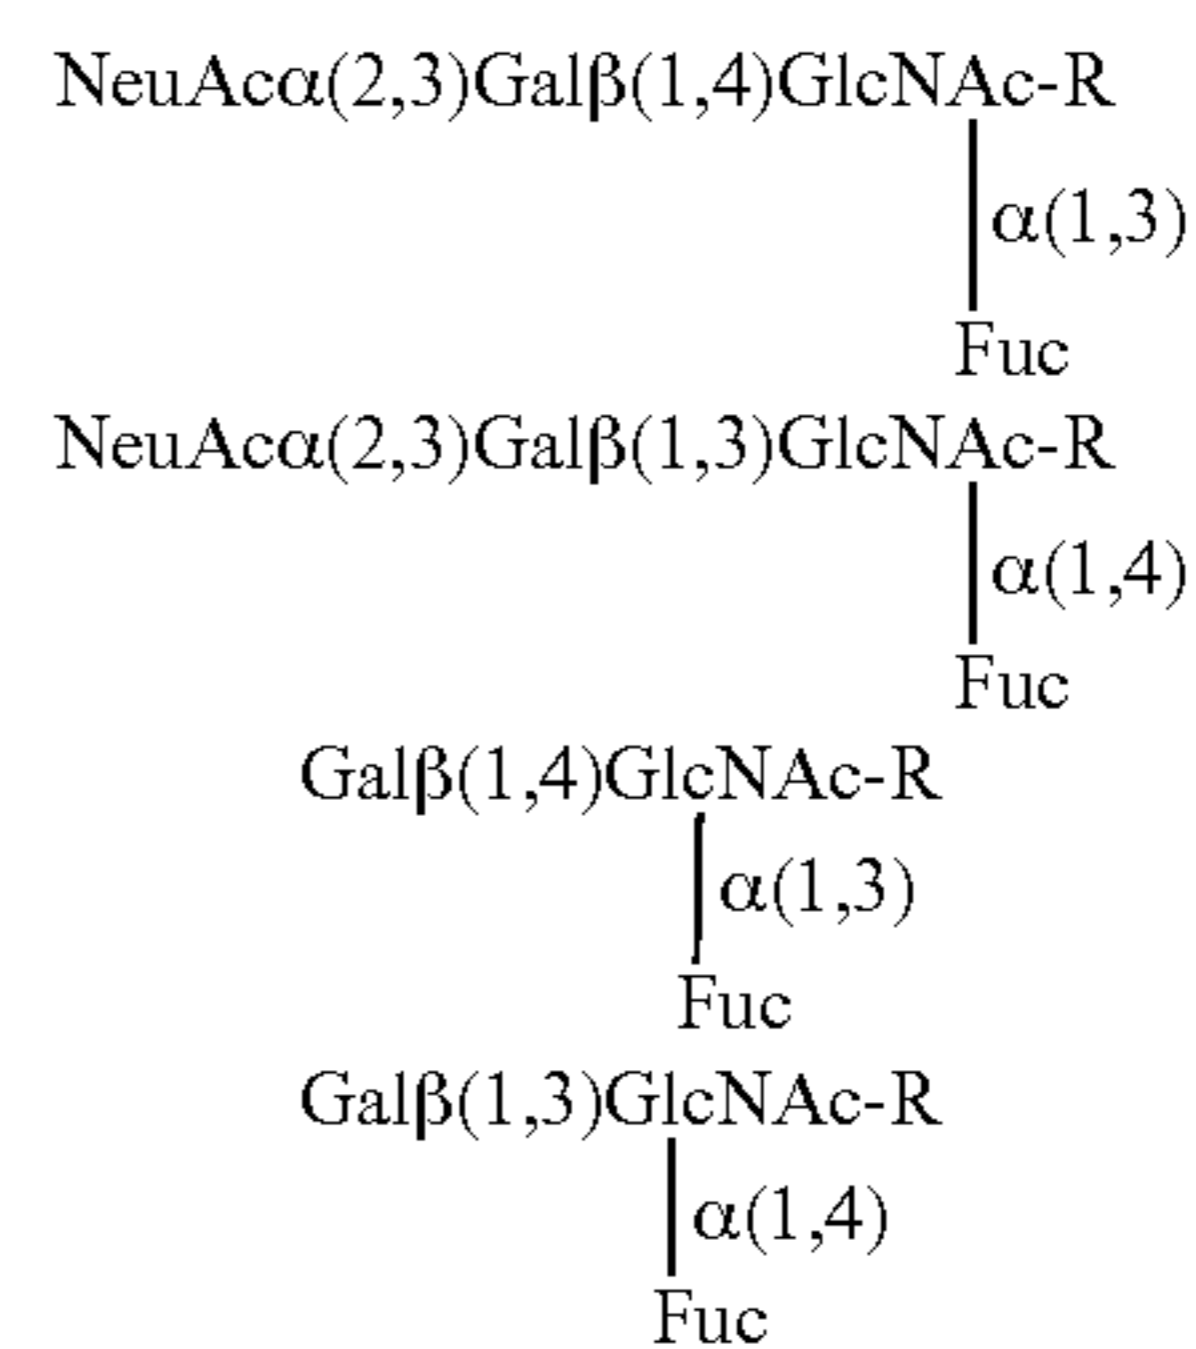 NeuAcα(2,3)Galβ(1,4)GlcNAc-R
α(1,3)
Fuc
NeuAcα(2,3)Galβ(1,3)GlcNAc-R
α(1,4)
Fuc
Galβ(1,4)GlcNAc-R
α(1,3)
Fuc
Galβ(1,3)GlcNAc-R
α(1,4)
Fuc